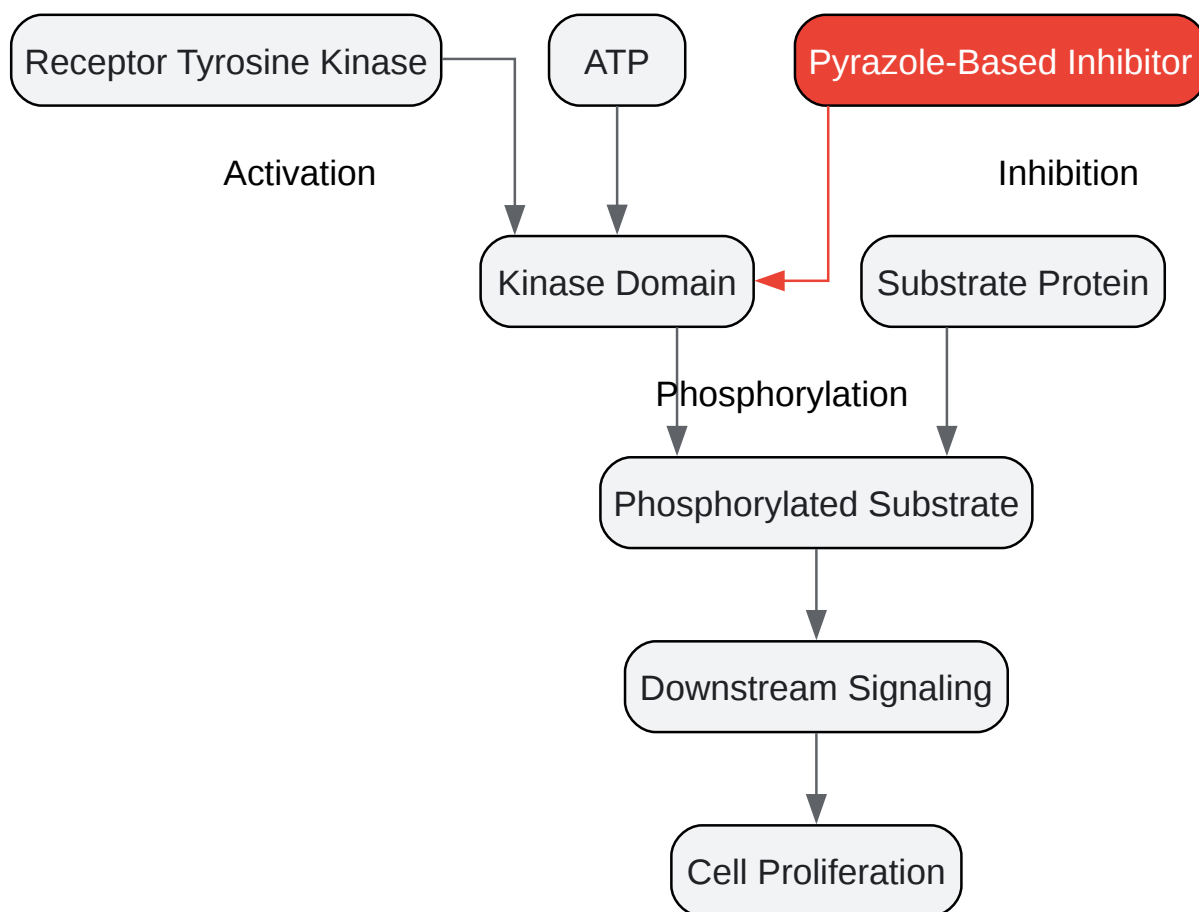 Receptor Tyrosine Kinase
ATP
Pyrazole-Based Inhibitor
Activation
Inhibition
Kinase Domain
Substrate Protein
Phosphorylation
Phosphorylated Substrate
Downstream Signaling
Cell Proliferation